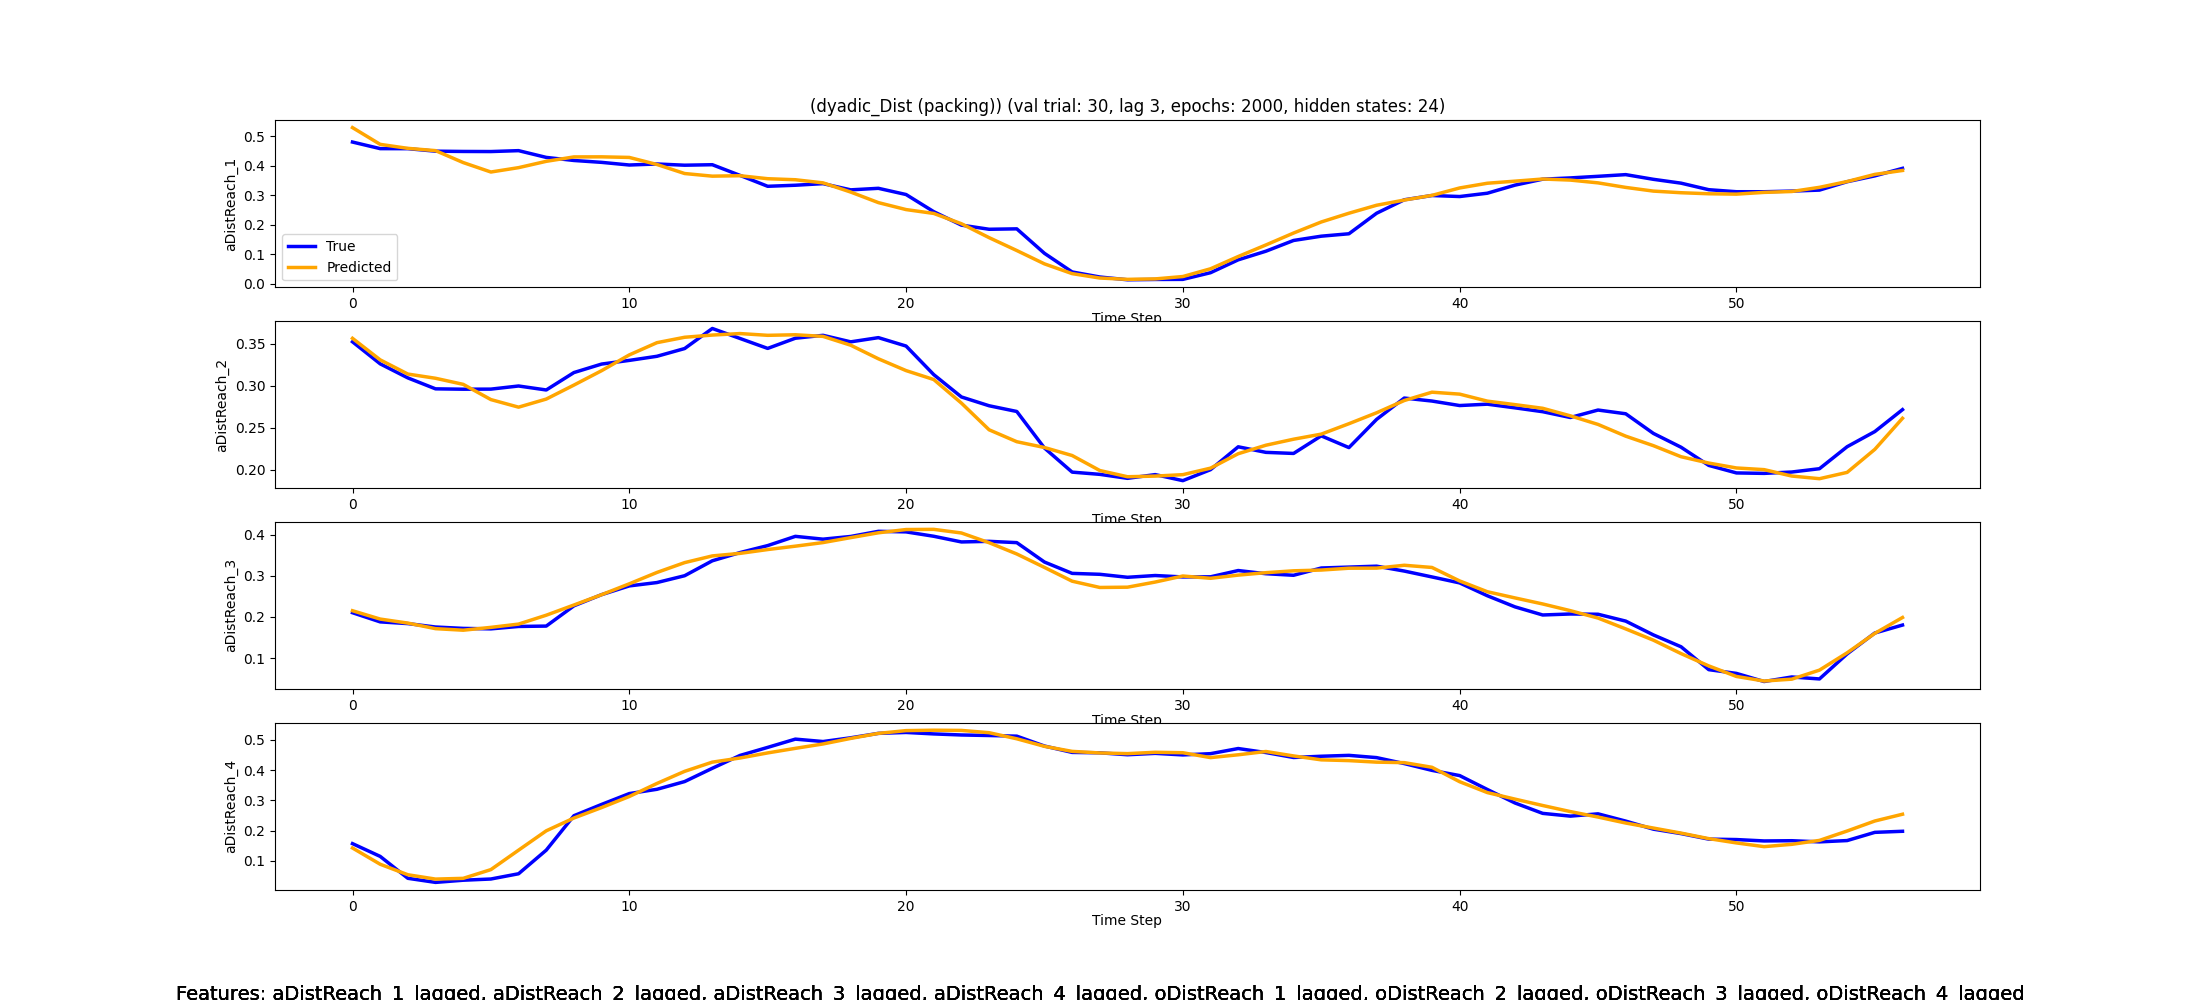 (dyadic_Dist (packing)) (val trial: 30, lag 3, epochs: 2000, hidden states: 24)
0.5
0.4
0.3
0.2
0.1
0.0
aDistReach_1
True
Predicted
0 10 20 30 40 50
Time Step
0.35
0.30
0.25
0.20
aDistReach_2
0 10 20 30 40 50
Time Step
0.4
0.3
0.2
0.1
aDistReach_3
0 10 20 30 40 50
Time Step
0.5
0.4
0.3
0.2
0.1
aDistReach_4
0 10 20 30 40 50
Time Step
Features: aDistReach_1_lagged, aDistReach_2_lagged, aDistReach_3_lagged, aDistReach_4_lagged, oDistReach_1_lagged, oDistReach_2_lagged, oDistReach_3_lagged, oDistReach_4_lagged